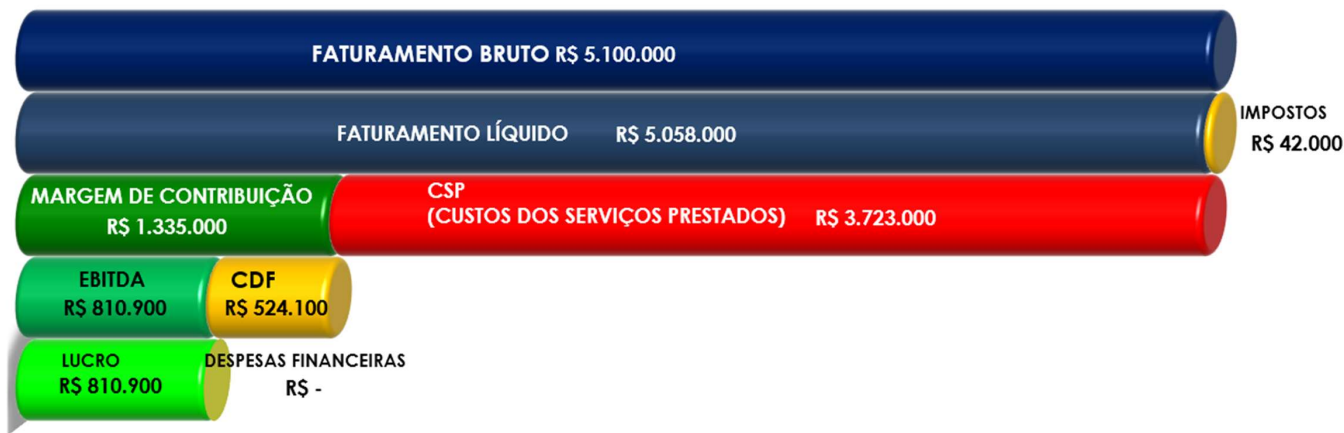 FATURAMENTO BRUTO R$ 5.100.000
FATURAMENTO LÍQUIDO R$ 5.058.000
IMPOSTOS
R$ 42.000
MARGEM DE CONTRIBUIÇÃO
R$ 1.335.000
CSP
(CUSTOS DOS SERVIÇOS PRESTADOS) R$ 3.723.000
EBITDA
R$ 810.900
CDF
R$ 524.100
LUCRO
R$ 810.900
DESPESAS FINANCEIRAS
R$ -